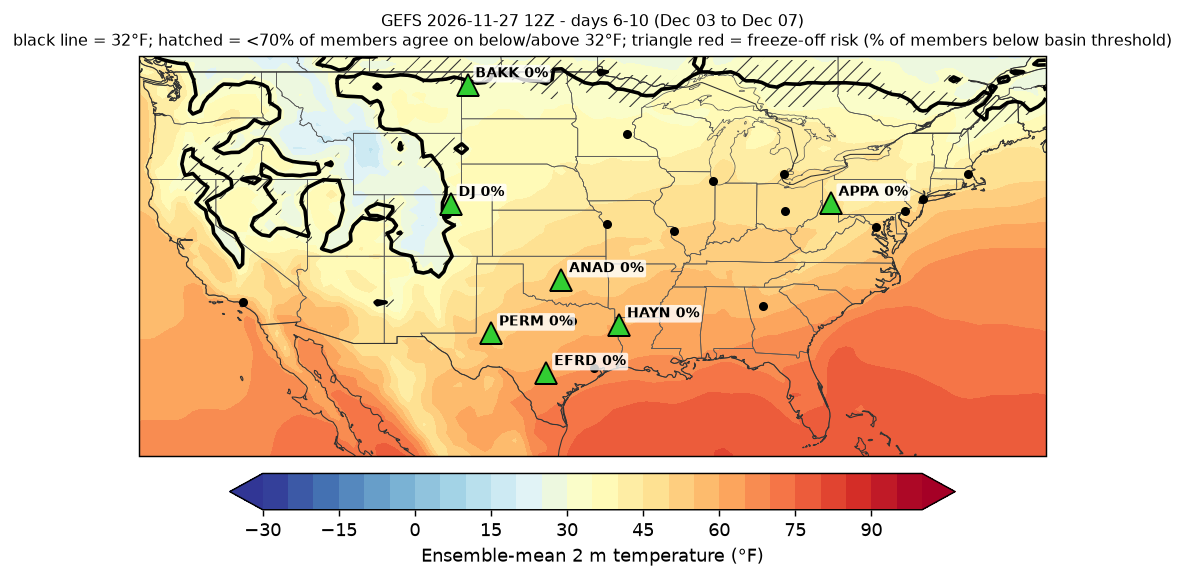 GEFS 2026-11-27 12Z - days 6-10 (Dec 03 to Dec 07)
black line = 32°F; hatched = <70% of members agree on below/above 32°F; triangle red = freeze-off risk (% of members below basin threshold)
BAKK 0%
DJ 0%
APPA 0%
ANAD 0%
HAYN 0%
PERM 0%
EFRD 0%
−30 −15 0 15 30 45 60 75 90
Ensemble-mean 2 m temperature (°F)